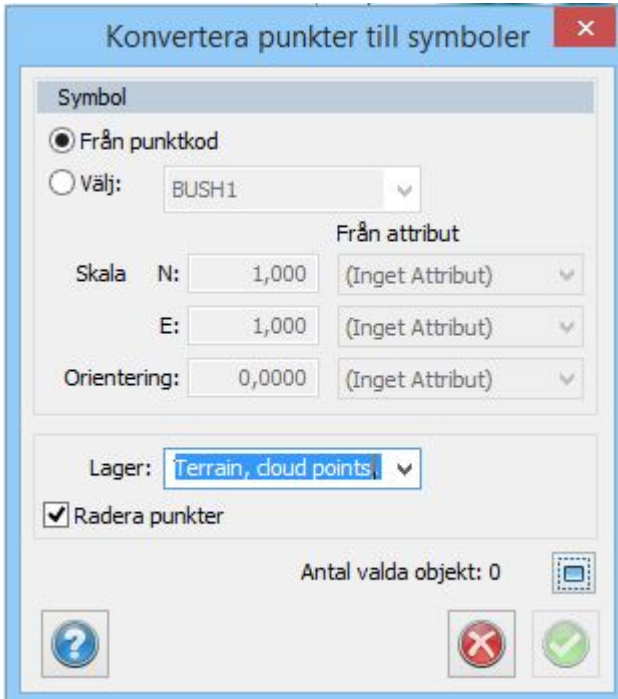 Konvertera punkter till symboler
Symbol
Från punktkod
Välj: BUSH1
Från attribut
Skala N: 1,000 (Inget Attribut)
E: 1,000 (Inget Attribut)
Orientering: 0,0000 (Inget Attribut)
Lager: Terrain, cloud points,
Radera punkter
Antal valda objekt: 0